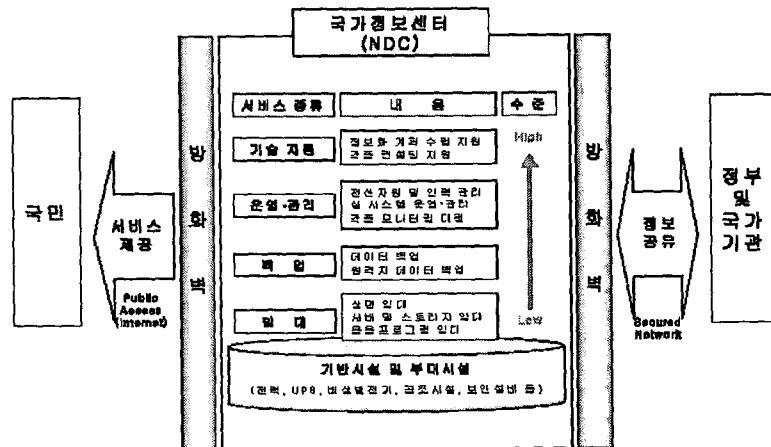 국가정보센터
(NDC)
서비스 종류 내 용 수 준
기술 지원 정보화 계획 수립 지원
각종 컨설팅 지원
High
운영·관리 전산자원 및 인력 관리
실 시스템 운영·관리
각종 모니터링 대행
백 업 데이터 백업
원격지 데이터 백업
임 대 상면 임대
서버 및 스토리지 임대
응용프로그램 임대
Low
기반시설 및 부대시설
(전력, UPS, 비상발전기, 공조시설, 보안설비 등)
국민
서비스
제공
Public
Access
(Internet)
방화벽
방화벽
정보
공유
Secured
Network
정부
및
국가
기관